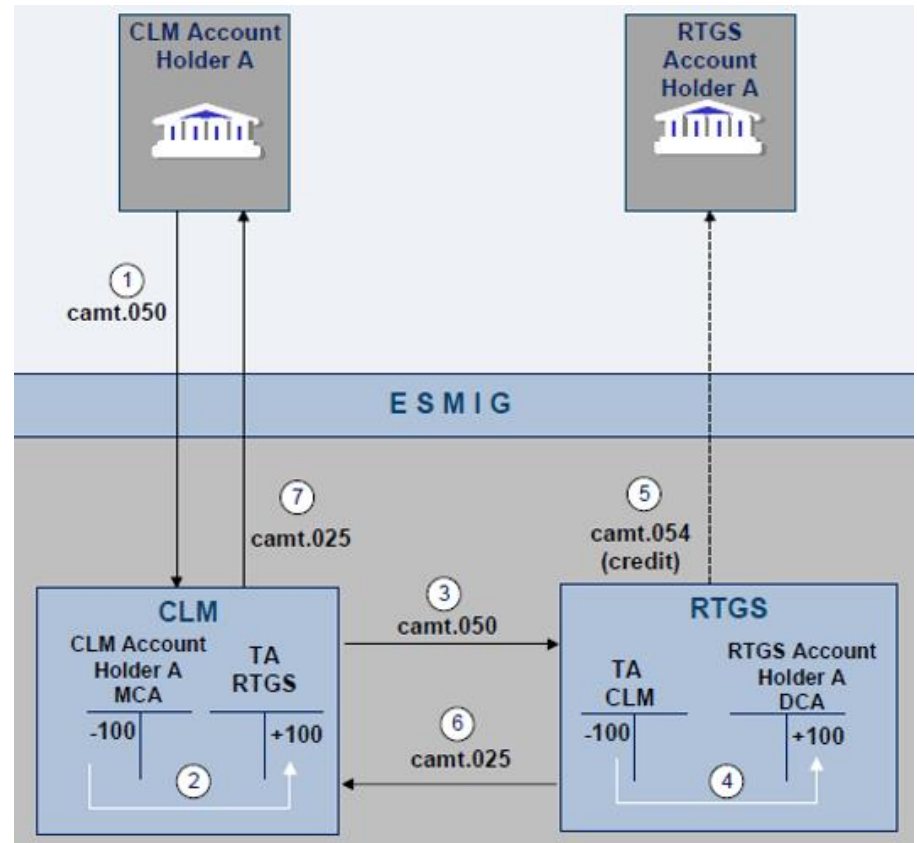 CLM Account
Holder A
RTGS
Account
Holder A
1
camt.050
ESMIG
7
camt.025
5
camt.054
(credit)
CLM
CLM Account
Holder A
MCA
TA
RTGS
-100
+100
2
3
camt.050
6
camt.025
RTGS
TA
CLM
RTGS Account
Holder A
DCA
-100
+100
4